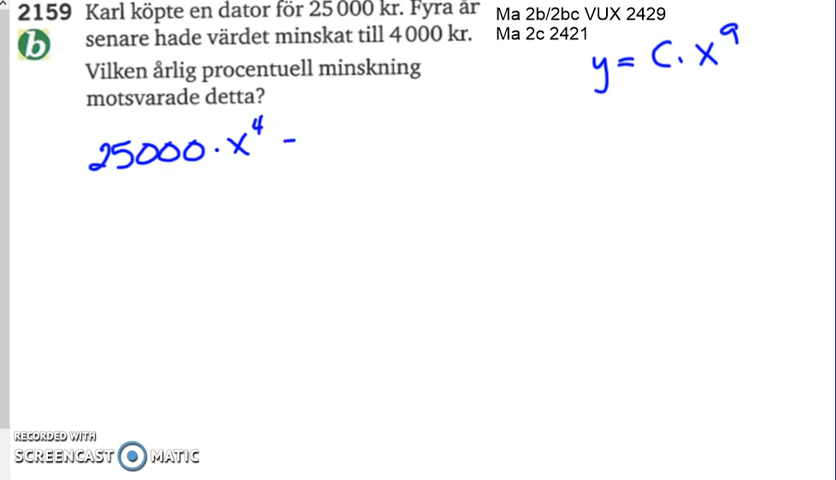 2159 Karl köpte en dator för 25 000 kr. Fyra år
senare hade värdet minskat till 4 000 kr.
Vilken årlig procentuell minskning
motsvarade detta?
b
Ma 2b/2bc VUX 2429
Ma 2c 2421
y = C · x^a
25000 · x^4 =
RECORDED WITH
SCREENCAST MATIC